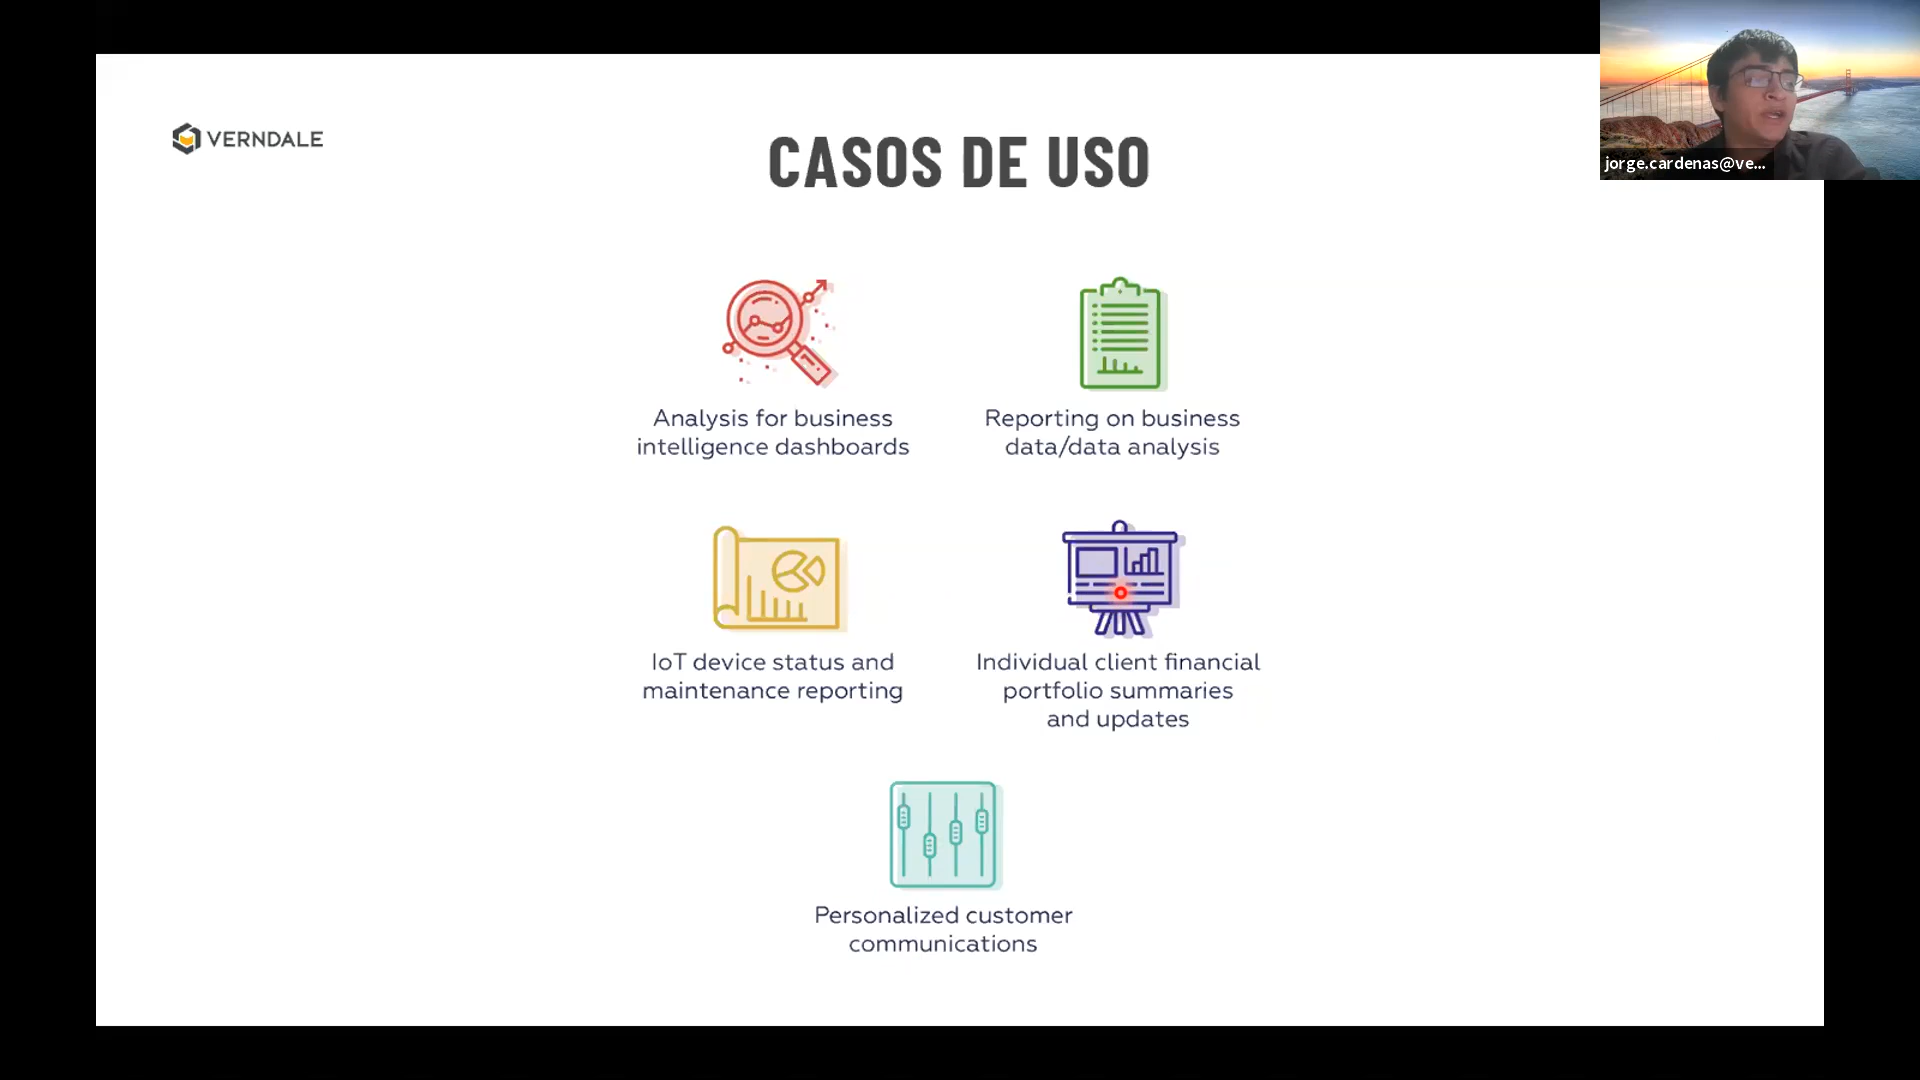 VERNDALE
CASOS DE USO
jorge.cardenas@ve...
Analysis for business
intelligence dashboards
Reporting on business
data/data analysis
IoT device status and
maintenance reporting
Individual client financial
portfolio summaries
and updates
Personalized customer
communications